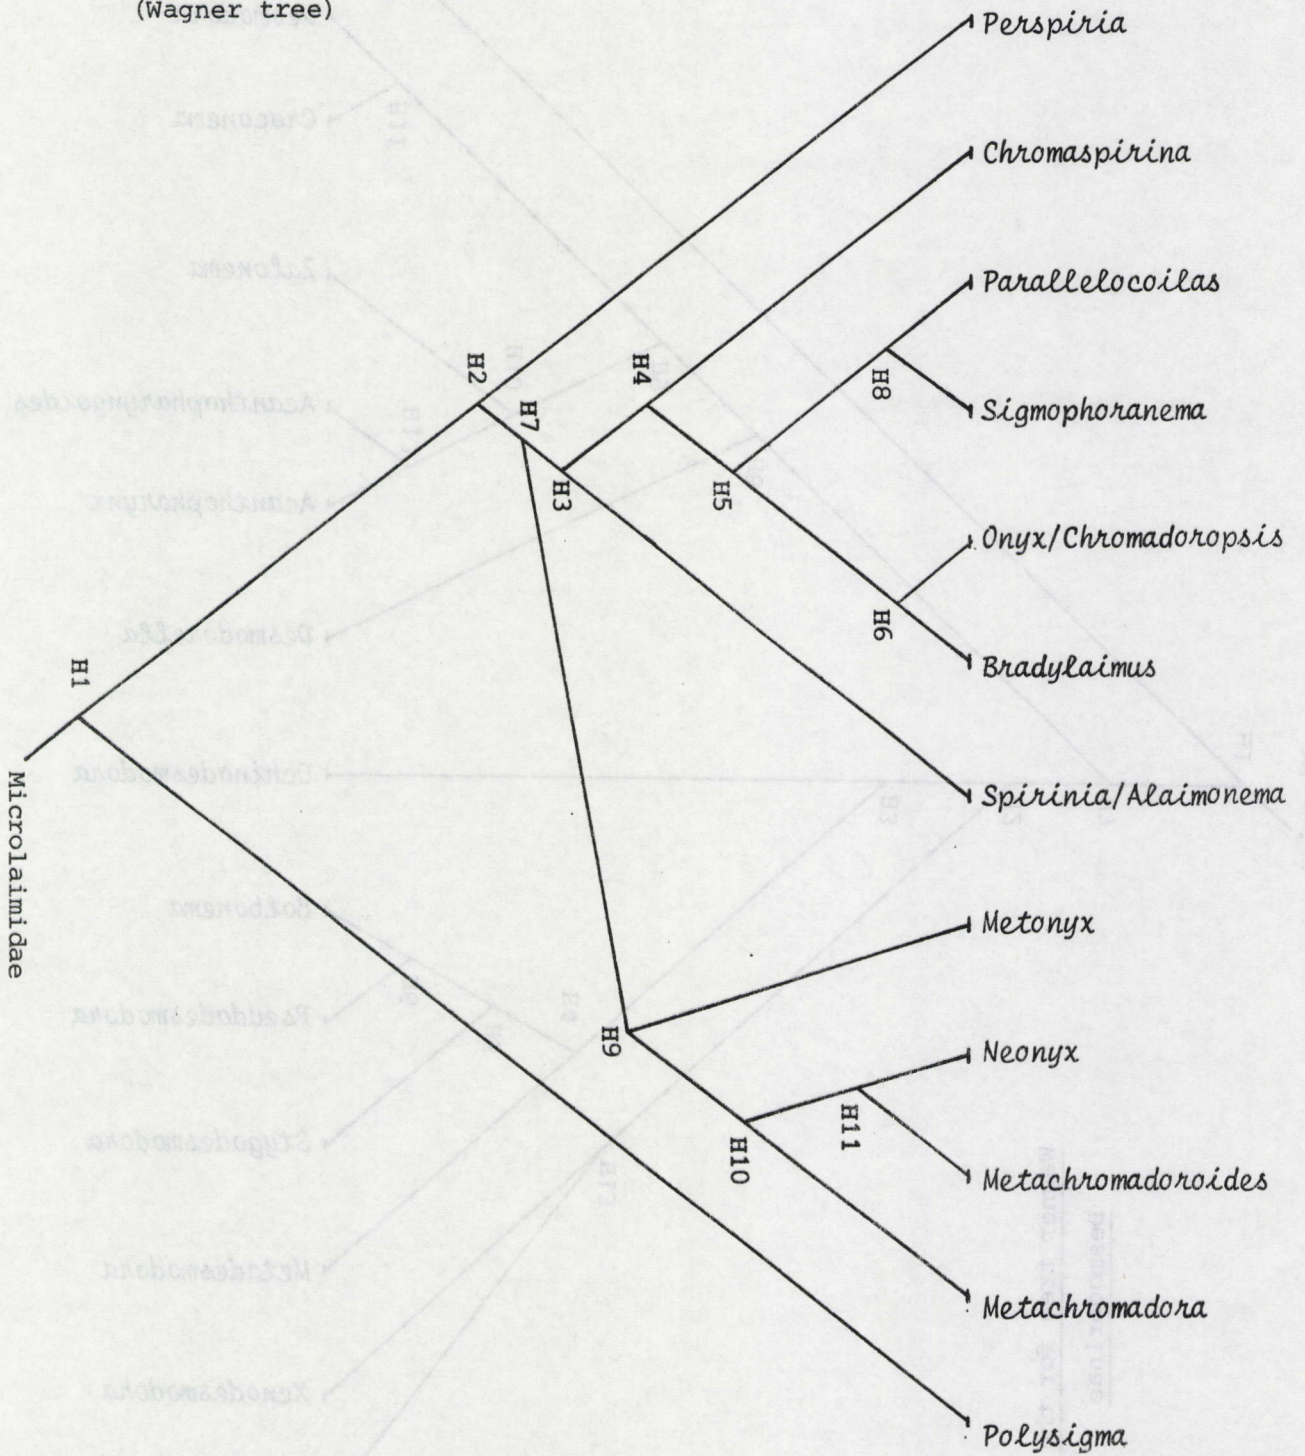 (Wagner tree)
Perspiria
Chromaspirina
Parallelocoilas
H2
H4
H8
H7
Sigmophoranema
H3
H5
Onyx/Chromadoropsis
H6
Bradylaimus
H1
Microlaimidae
Spirinia/Alaimonema
Metonyx
H9
Neonyx
H11
H10
Metachromadoroides
Metachromadora
Polysigma